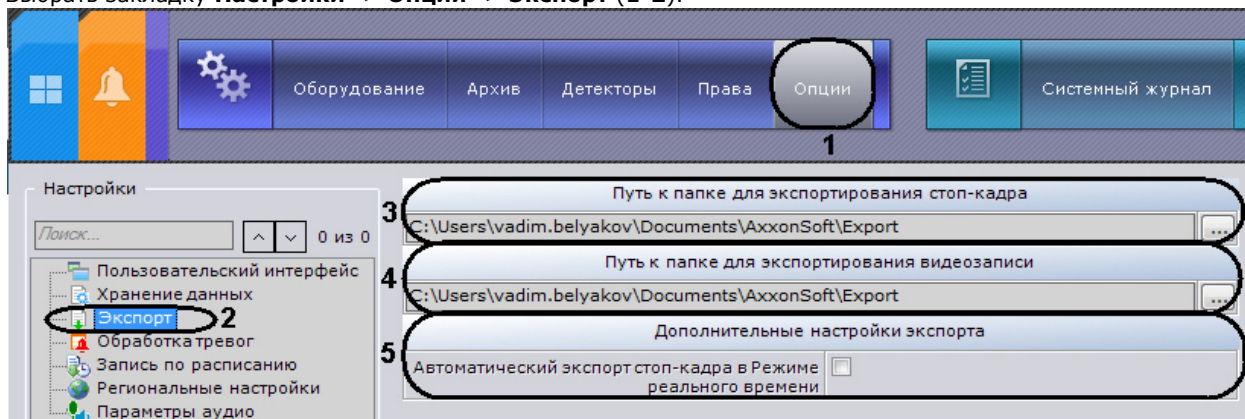 Выбрать закладку Настройки -> Опции -> Экспорт (1-2).
Оборудование Архив Детекторы Права Опции Системный журнал
1
Настройки
Поиск... 0 из 0
Пользовательский интерфейс
Хранение данных
Экспорт 2
Обработка тревог
Запись по расписанию
Региональные настройки
Параметры аудио
3 Путь к папке для экспортирования стоп-кадра
C:\Users\vadim.belyakov\Documents\AxxonSoft\Export ...
4 Путь к папке для экспортирования видеозаписи
C:\Users\vadim.belyakov\Documents\AxxonSoft\Export ...
5 Дополнительные настройки экспорта
Автоматический экспорт стоп-кадра в Режиме
реального времени